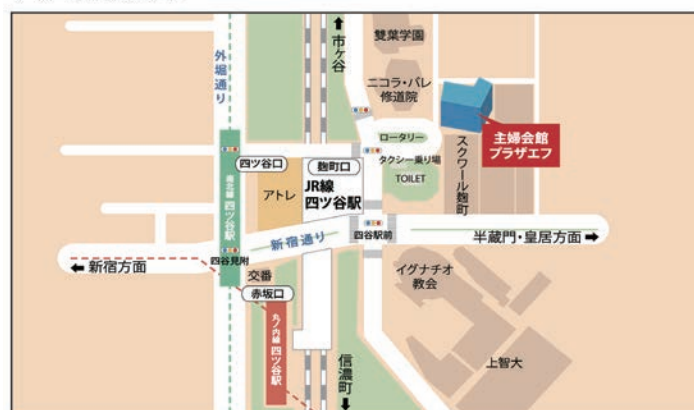 市ヶ谷
雙葉学園
外堀通り
ニコラ・バレ
修道院
ロータリー
主婦会館
プラザエフ
四ツ谷口
麹町口
タクシー乗り場
スクワール麹町
南北線 四ツ谷駅
アトレ
JR線
四ツ谷駅
TOILET
新宿通り
四谷駅前
半蔵門・皇居方面
四谷見附
新宿方面
交番
イグナチオ
教会
赤坂口
丸ノ内線 四ツ谷駅
信濃町
上智大